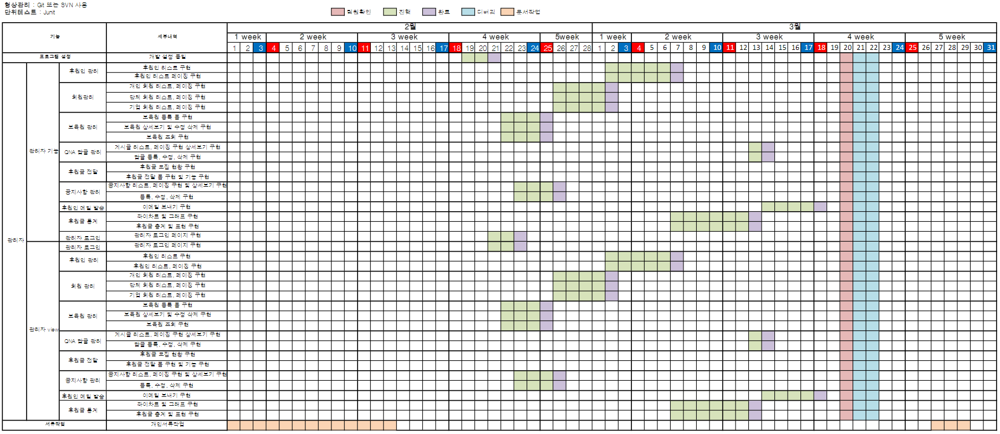 형상관리 : Git 또는 SVN 사용
단위테스트 : Junit
팀원확인 진행 완료 디버깅 문서작업
기능 세부내역 2월 3월
1 week 2 week 3 week 4 week 5week 1 week 2 week 3 week 4 week 5 week
1 2 3 4 5 6 7 8 9 10 11 12 13 14 15 16 17 18 19 20 21 22 23 24 25 26 27 28 1 2 3 4 5 6 7 8 9 10 11 12 13 14 15 16 17 18 19 20 21 22 23 24 25 26 27 28 29 30 31
프로그램 설정 개발 설정 통일
관리자
관리자 기능
후원인 관리
후원인 리스트 구현
후원인 리스트 페이징 구현
회원관리
개인 회원 리스트, 페이징 구현
단체 회원 리스트, 페이징 구현
기업 회원 리스트, 페이징 구현
보육원 관리
보육원 등록 폼 구현
보육원 상세보기 및 수정 삭제 구현
보육원 조회 구현
QNA 답글 관리
게시글 리스트, 페이징 구현 상세보기 구현
답글 등록, 수정, 삭제 구현
후원금 전달
후원금 모집 현황 구현
후원금 전달 폼 구현 및 기능 구현
공지사항 관리
공지사항 리스트, 페이징 구현 및 상세보기 구현
등록, 수정, 삭제 구현
후원인 메일 발송 이메일 보내기 구현
후원금 통계
파이차트 및 그래프 구현
후원금 총계 및 표현 구현
관리자 로그인 관리자 로그인 페이지 구현
관리자 view
관리자 로그인 관리자 로그인 페이지 구현
후원인 관리
후원인 리스트 구현
후원인 리스트, 페이징 구현
회원 관리
개인 회원 리스트, 페이징 구현
단체 회원 리스트, 페이징 구현
기업 회원 리스트, 페이징 구현
보육원 관리
보육원 등록 폼 구현
보육원 상세보기 및 수정 삭제 구현
보육원 조회 구현
QNA 답글 관리
게시글 리스트, 페이징 구현 상세보기 구현
답글 등록, 수정, 삭제 구현
후원금 전달
후원금 모집 현황 구현
후원금 전달 폼 구현 및 기능 구현
공지사항 관리
공지사항 리스트, 페이징 구현 및 상세보기 구현
등록, 수정, 삭제 구현
후원인 메일 발송 이메일 보내기 구현
후원금 통계
파이차트 및 그래프 구현
후원금 총계 및 표현 구현
서류작업 개인서류작업